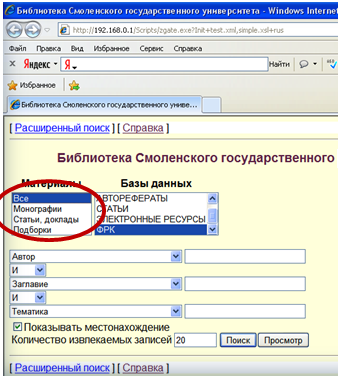 Библиотека Смоленского государственного университета - Windows Internet
http://192.168.0.1/Scripts/zgate.exe?Init+test.xml,simple.xsl+rus
Файл Правка Вид Избранное Сервис Справка
x Яндекс Я Найти
Избранное
Библиотека Смоленского государственного униве...
[ Расширенный поиск ] [ Справка ]
Библиотека Смоленского государственного
Материалы Базы данных
Все АВТОРЕФЕРАТЫ
Монографии СТАТЬИ
Статьи, доклады ЭЛЕКТРОННЫЕ РЕСУРСЫ
Подборки ФРК
Автор
И
Заглавие
И
Тематика
Показывать местонахождение
Количество извлекаемых записей 20 Поиск Просмотр
[ Расширенный поиск ] [ Справка ]